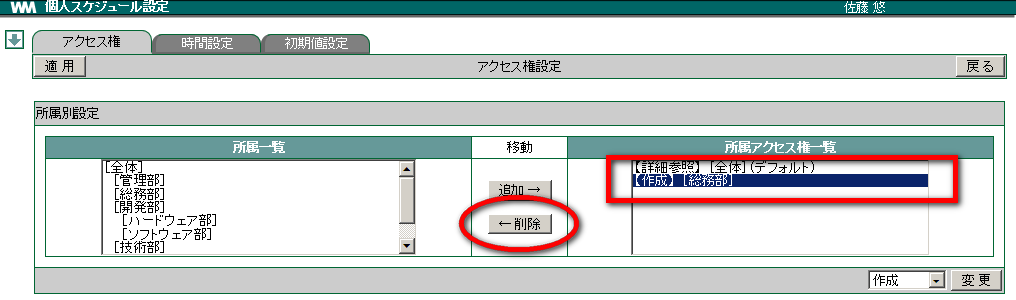 WM 個人スケジュール設定 佐藤 悠
アクセス権 時間設定 初期値設定
適 用 アクセス権設定 戻 る
所属別設定
所属一覧 移動 所属アクセス権一覧
[全体]
[管理部]
[総務部]
[開発部]
[ハードウェア部]
[ソフトウェア部]
[技術部]
追加→
←削除
【詳細参照】 [全体](デフォルト)
【作成】 [総務部]
作成 変 更